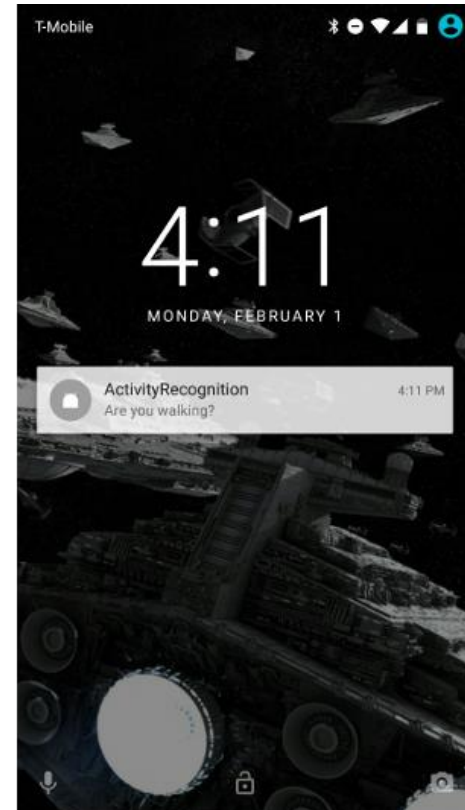 T-Mobile
4:11
MONDAY, FEBRUARY 1
ActivityRecognition 4:11 PM
Are you walking?